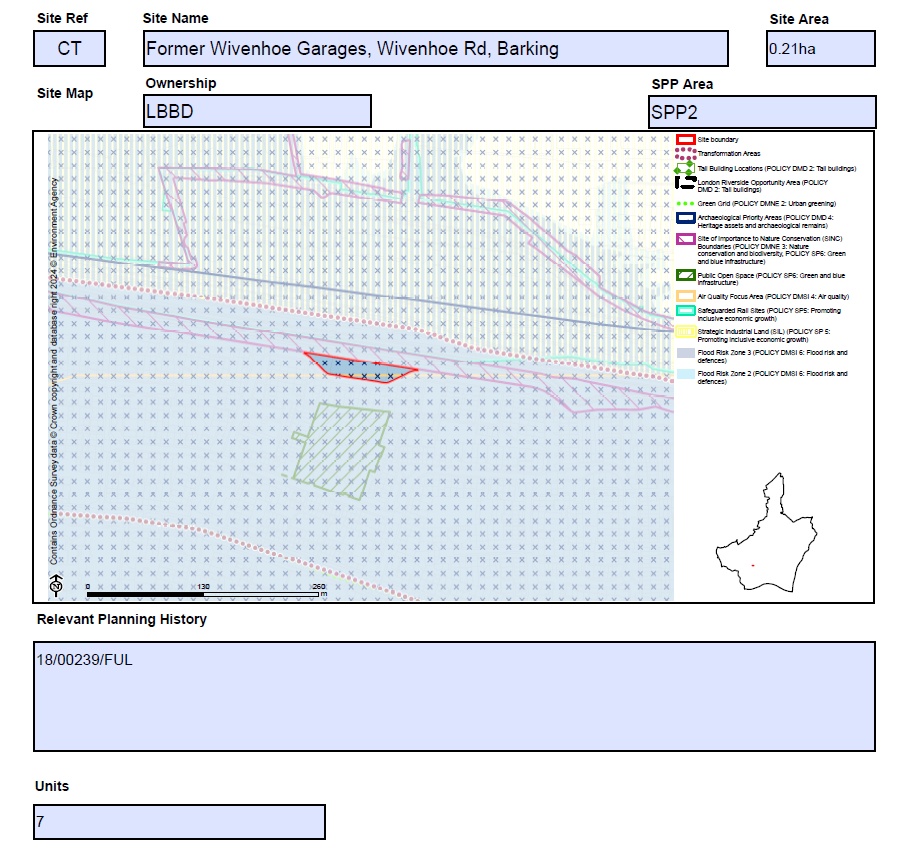 Site Ref
Site Name
Site Area
CT
Former Wivenhoe Garages, Wivenhoe Rd, Barking
0.21ha
Site Map
Ownership
SPP Area
LBBD
SPP2
Contains Ordnance Survey data © Crown copyright and database right 2024 © Environment Agency
Site boundary
Transformation Areas
Tall Building Locations (POLICY DMD 2: Tall buildings)
London Riverside Opportunity Area (POLICY
DMD 2: Tall buildings)
Green Grid (POLICY DMNE 2: Urban greening)
Archaeological Priority Areas (POLICY DMD 4:
Heritage assets and archaeological remains)
Site of Importance to Nature Conservation (SINC)
Boundaries (POLICY DMNE 3: Nature
conservation and biodiversity, POLICY SP6: Green
and blue infrastructure)
Public Open Space (POLICY SP6: Green and blue
infrastructure)
Air Quality Focus Area (POLICY DMSI 4: Air quality)
Safeguarded Rail Sites (POLICY SP5: Promoting
inclusive economic growth)
Strategic Industrial Land (SIL) (POLICY SP 5:
Promoting inclusive economic growth)
Flood Risk Zone 3 (POLICY DMSI 6: Flood risk and
defences)
Flood Risk Zone 2 (POLICY DMSI 6: Flood risk and
defences)
0
130
260
m
Relevant Planning History
18/00239/FUL
Units
7